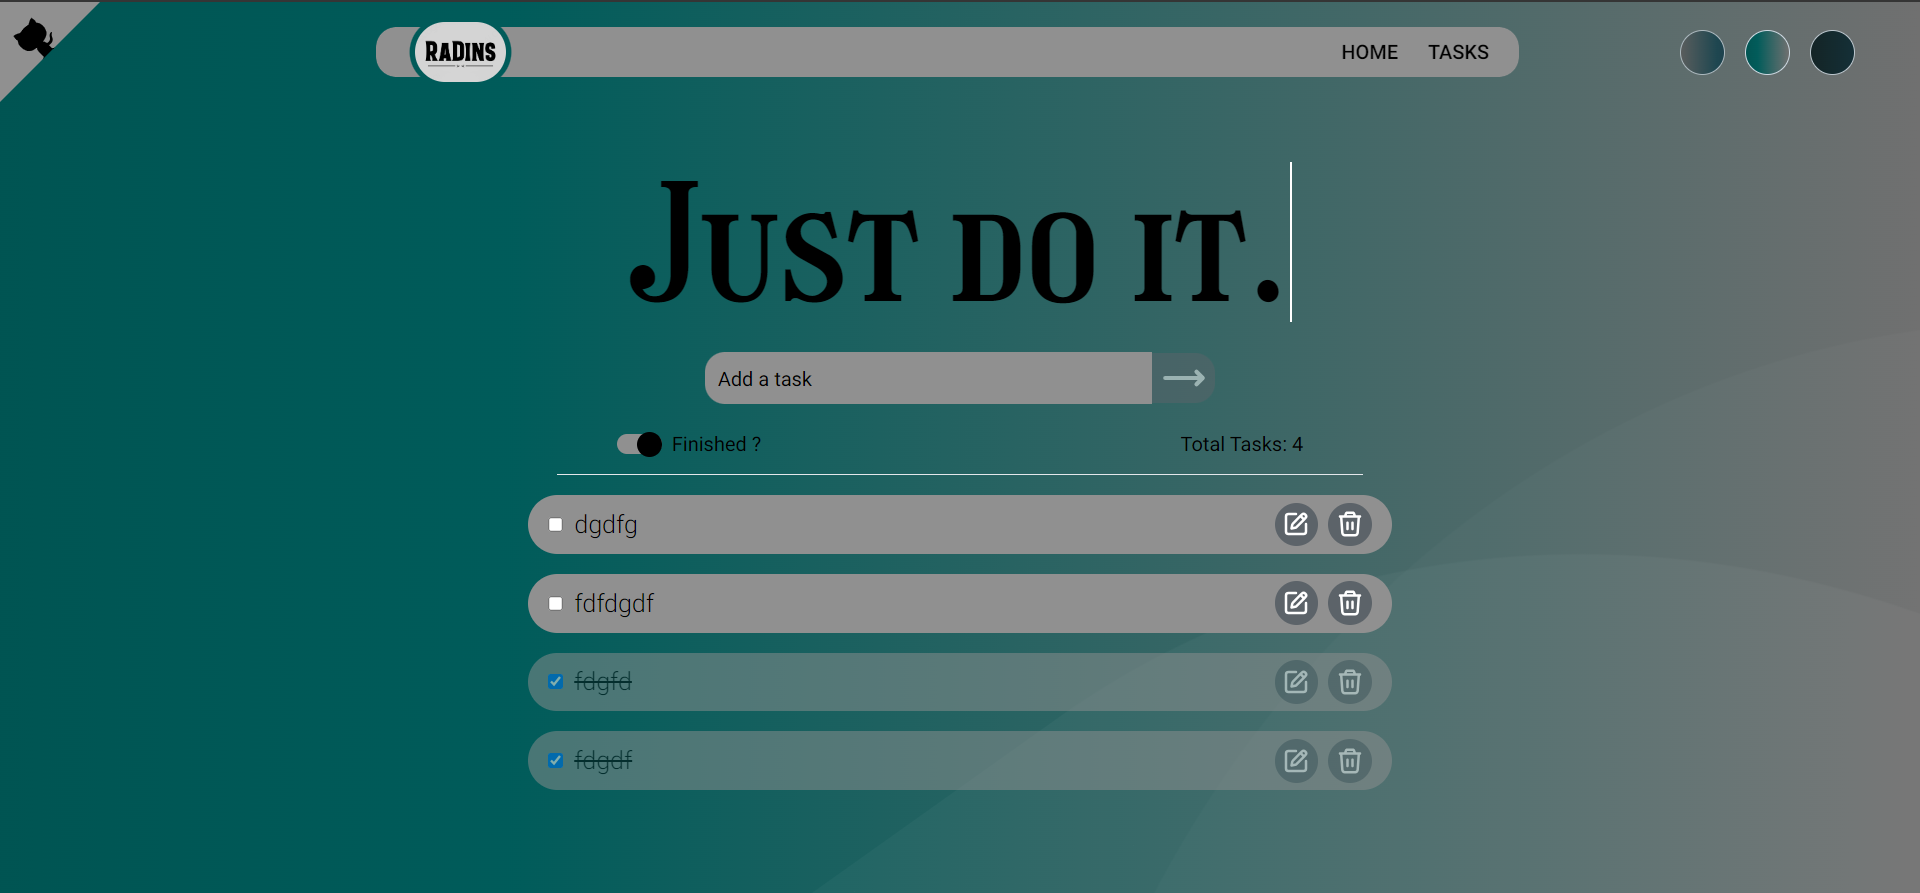 RADINS
HOME TASKS
Just do it.
Add a task
Finished ? Total Tasks: 4
dgdfg
fdfdgdf
fdgfd
fdgdf